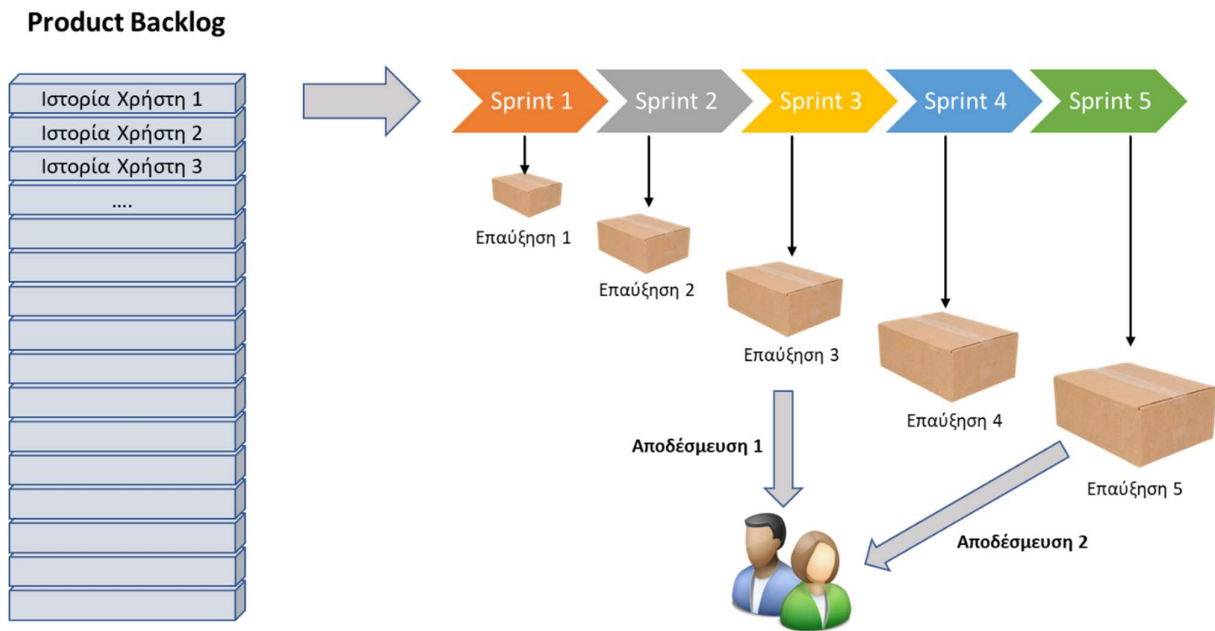 Product Backlog
Ιστορία Χρήστη 1
Ιστορία Χρήστη 2
Ιστορία Χρήστη 3
....
Sprint 1
Sprint 2
Sprint 3
Sprint 4
Sprint 5
Επαύξηση 1
Επαύξηση 2
Επαύξηση 3
Επαύξηση 4
Επαύξηση 5
Αποδέσμευση 1
Αποδέσμευση 2